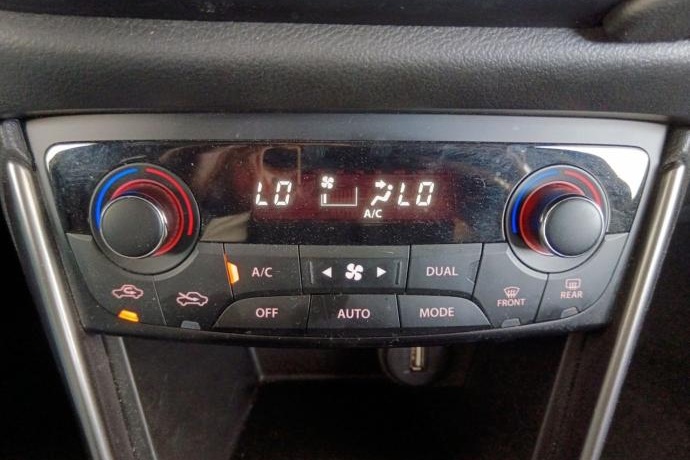 LO LO
A/C
A/C DUAL
OFF AUTO MODE FRONT REAR